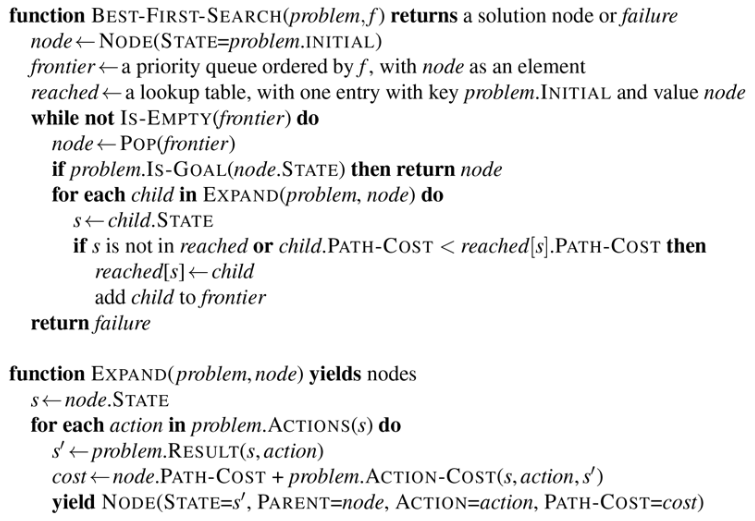 function BEST-FIRST-SEARCH(problem,f) returns a solution node or failure
node←NODE(STATE=problem.INITIAL)
frontier←a priority queue ordered by f, with node as an element
reached←a lookup table, with one entry with key problem.INITIAL and value node
while not IS-EMPTY(frontier) do
node←POP(frontier)
if problem.IS-GOAL(node.STATE) then return node
for each child in EXPAND(problem, node) do
s←child.STATE
if s is not in reached or child.PATH-COST < reached[s].PATH-COST then
reached[s]←child
add child to frontier
return failure
function EXPAND(problem, node) yields nodes
s←node.STATE
for each action in problem.ACTIONS(s) do
s′←problem.RESULT(s,action)
cost←node.PATH-COST + problem.ACTION-COST(s,action,s′)
yield NODE(STATE=s′, PARENT=node, ACTION=action, PATH-COST=cost)